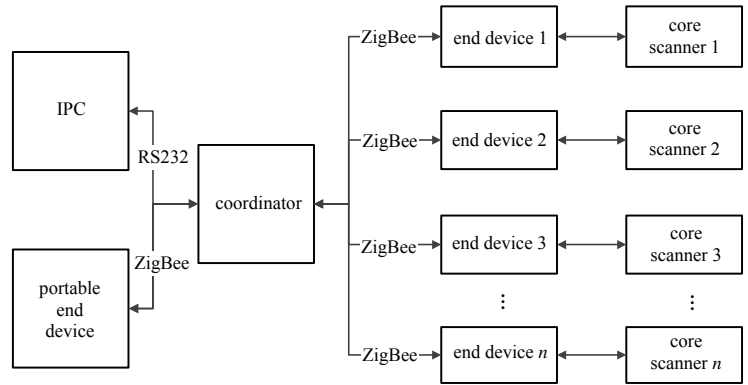 IPC
RS232
ZigBee
portable
end
device
coordinator
ZigBee
end device 1
core
scanner 1
ZigBee
end device 2
core
scanner 2
ZigBee
end device 3
core
scanner 3
⋮
⋮
ZigBee
end device n
core
scanner n